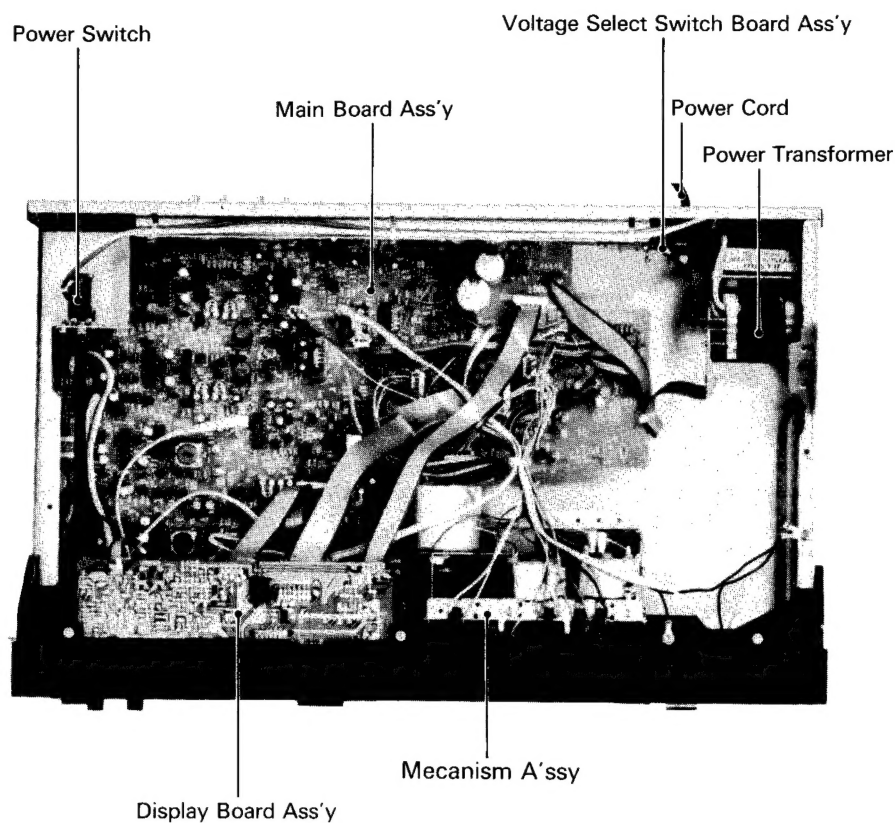 Power Switch
Voltage Select Switch Board Ass'y
Main Board Ass'y
Power Cord
Power Transformer
Mecanism A'ssy
Display Board Ass'y